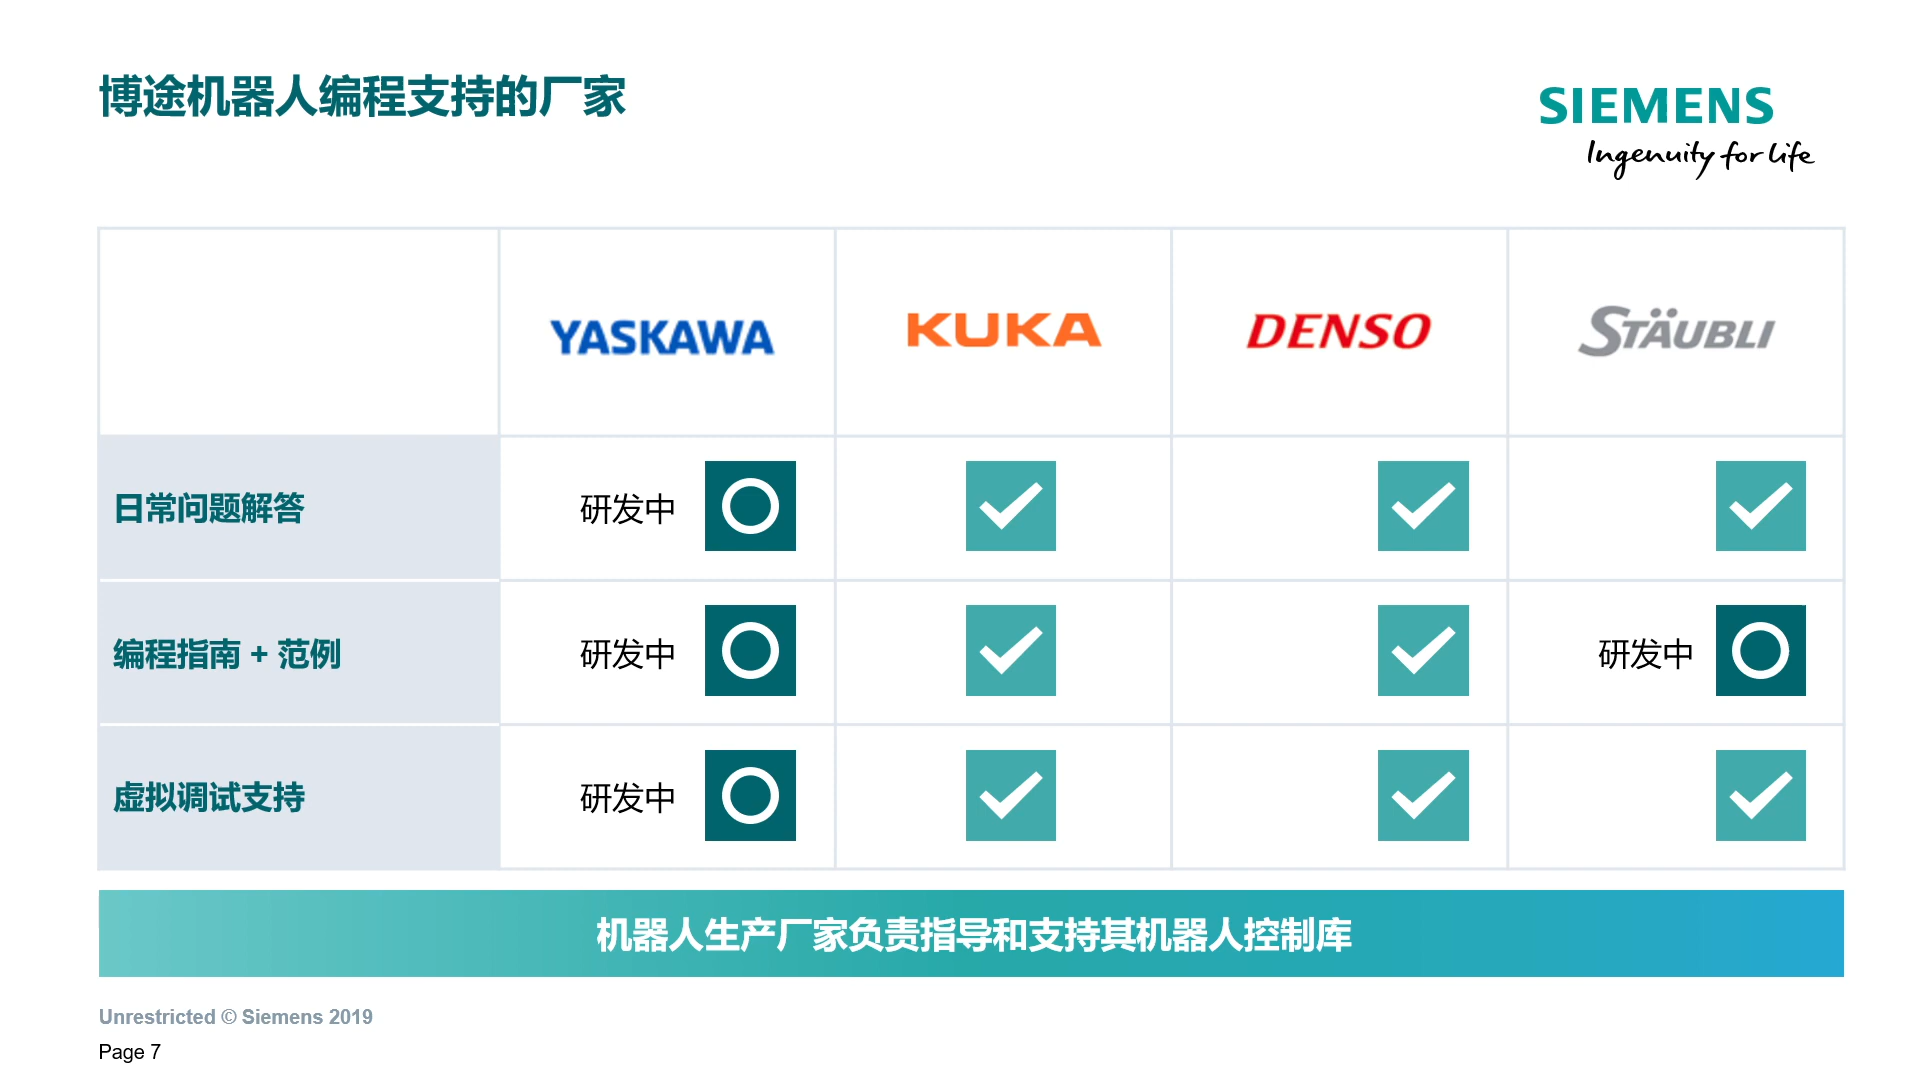 博途机器人编程支持的厂家
SIEMENS
Ingenuity for life
YASKAWA
KUKA
DENSO
STÄUBLI
日常问题解答
研发中
编程指南 + 范例
研发中
研发中
虚拟调试支持
研发中
机器人生产厂家负责指导和支持其机器人控制库
Unrestricted © Siemens 2019
Page 7